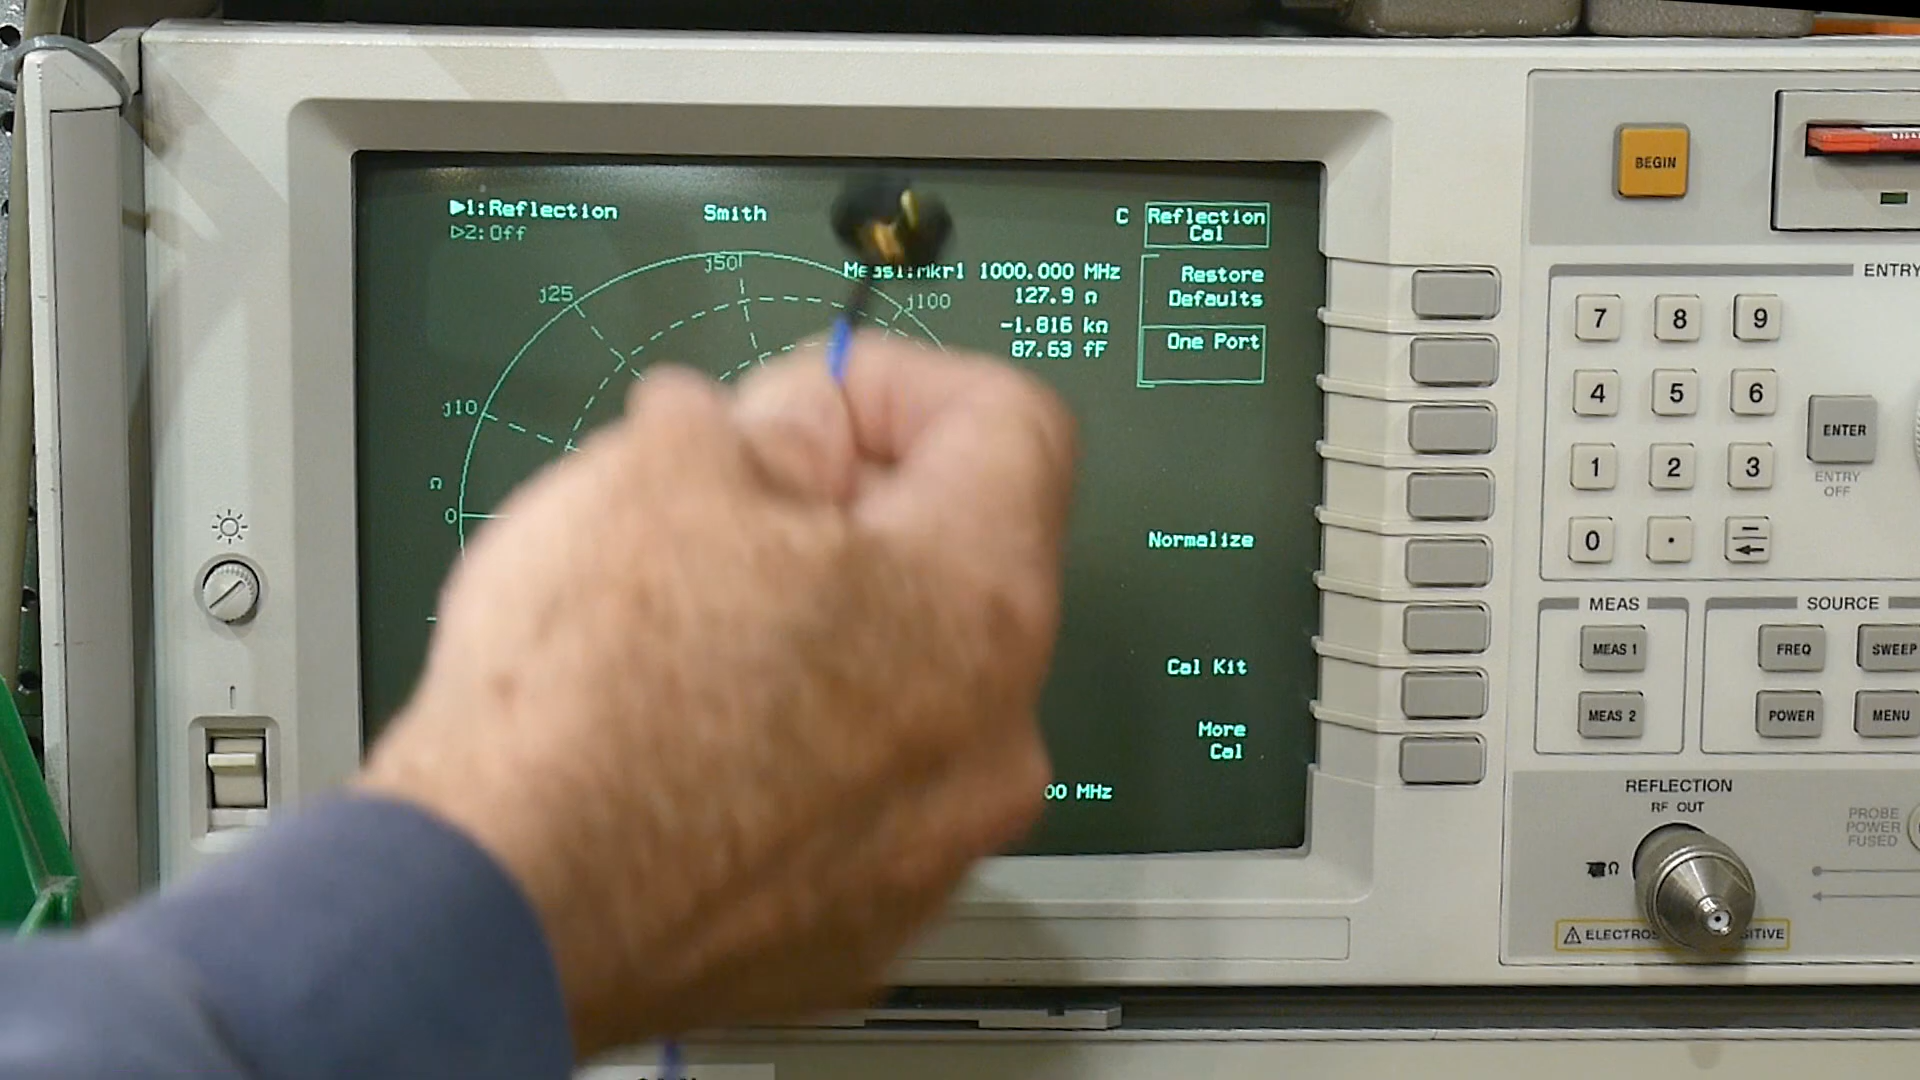 ▶1:Reflection
▷2:Off
Smith
C
Reflection
Cal
Meas1:Mkr1 1000.000 MHz
127.9 Ω
-1.816 kΩ
87.63 fF
Restore
Defaults
One Port
Normalize
Cal Kit
More
Cal
00 MHz
j50
j25
j100
j10
Ω
0
BEGIN
ENTRY
7 8 9
4 5 6
ENTER
1 2 3
ENTRY
OFF
0 .
MEAS
SOURCE
MEAS 1
FREQ
SWEEP
MEAS 2
POWER
MENU
REFLECTION
RF OUT
PROBE
POWER
FUSED
Ω